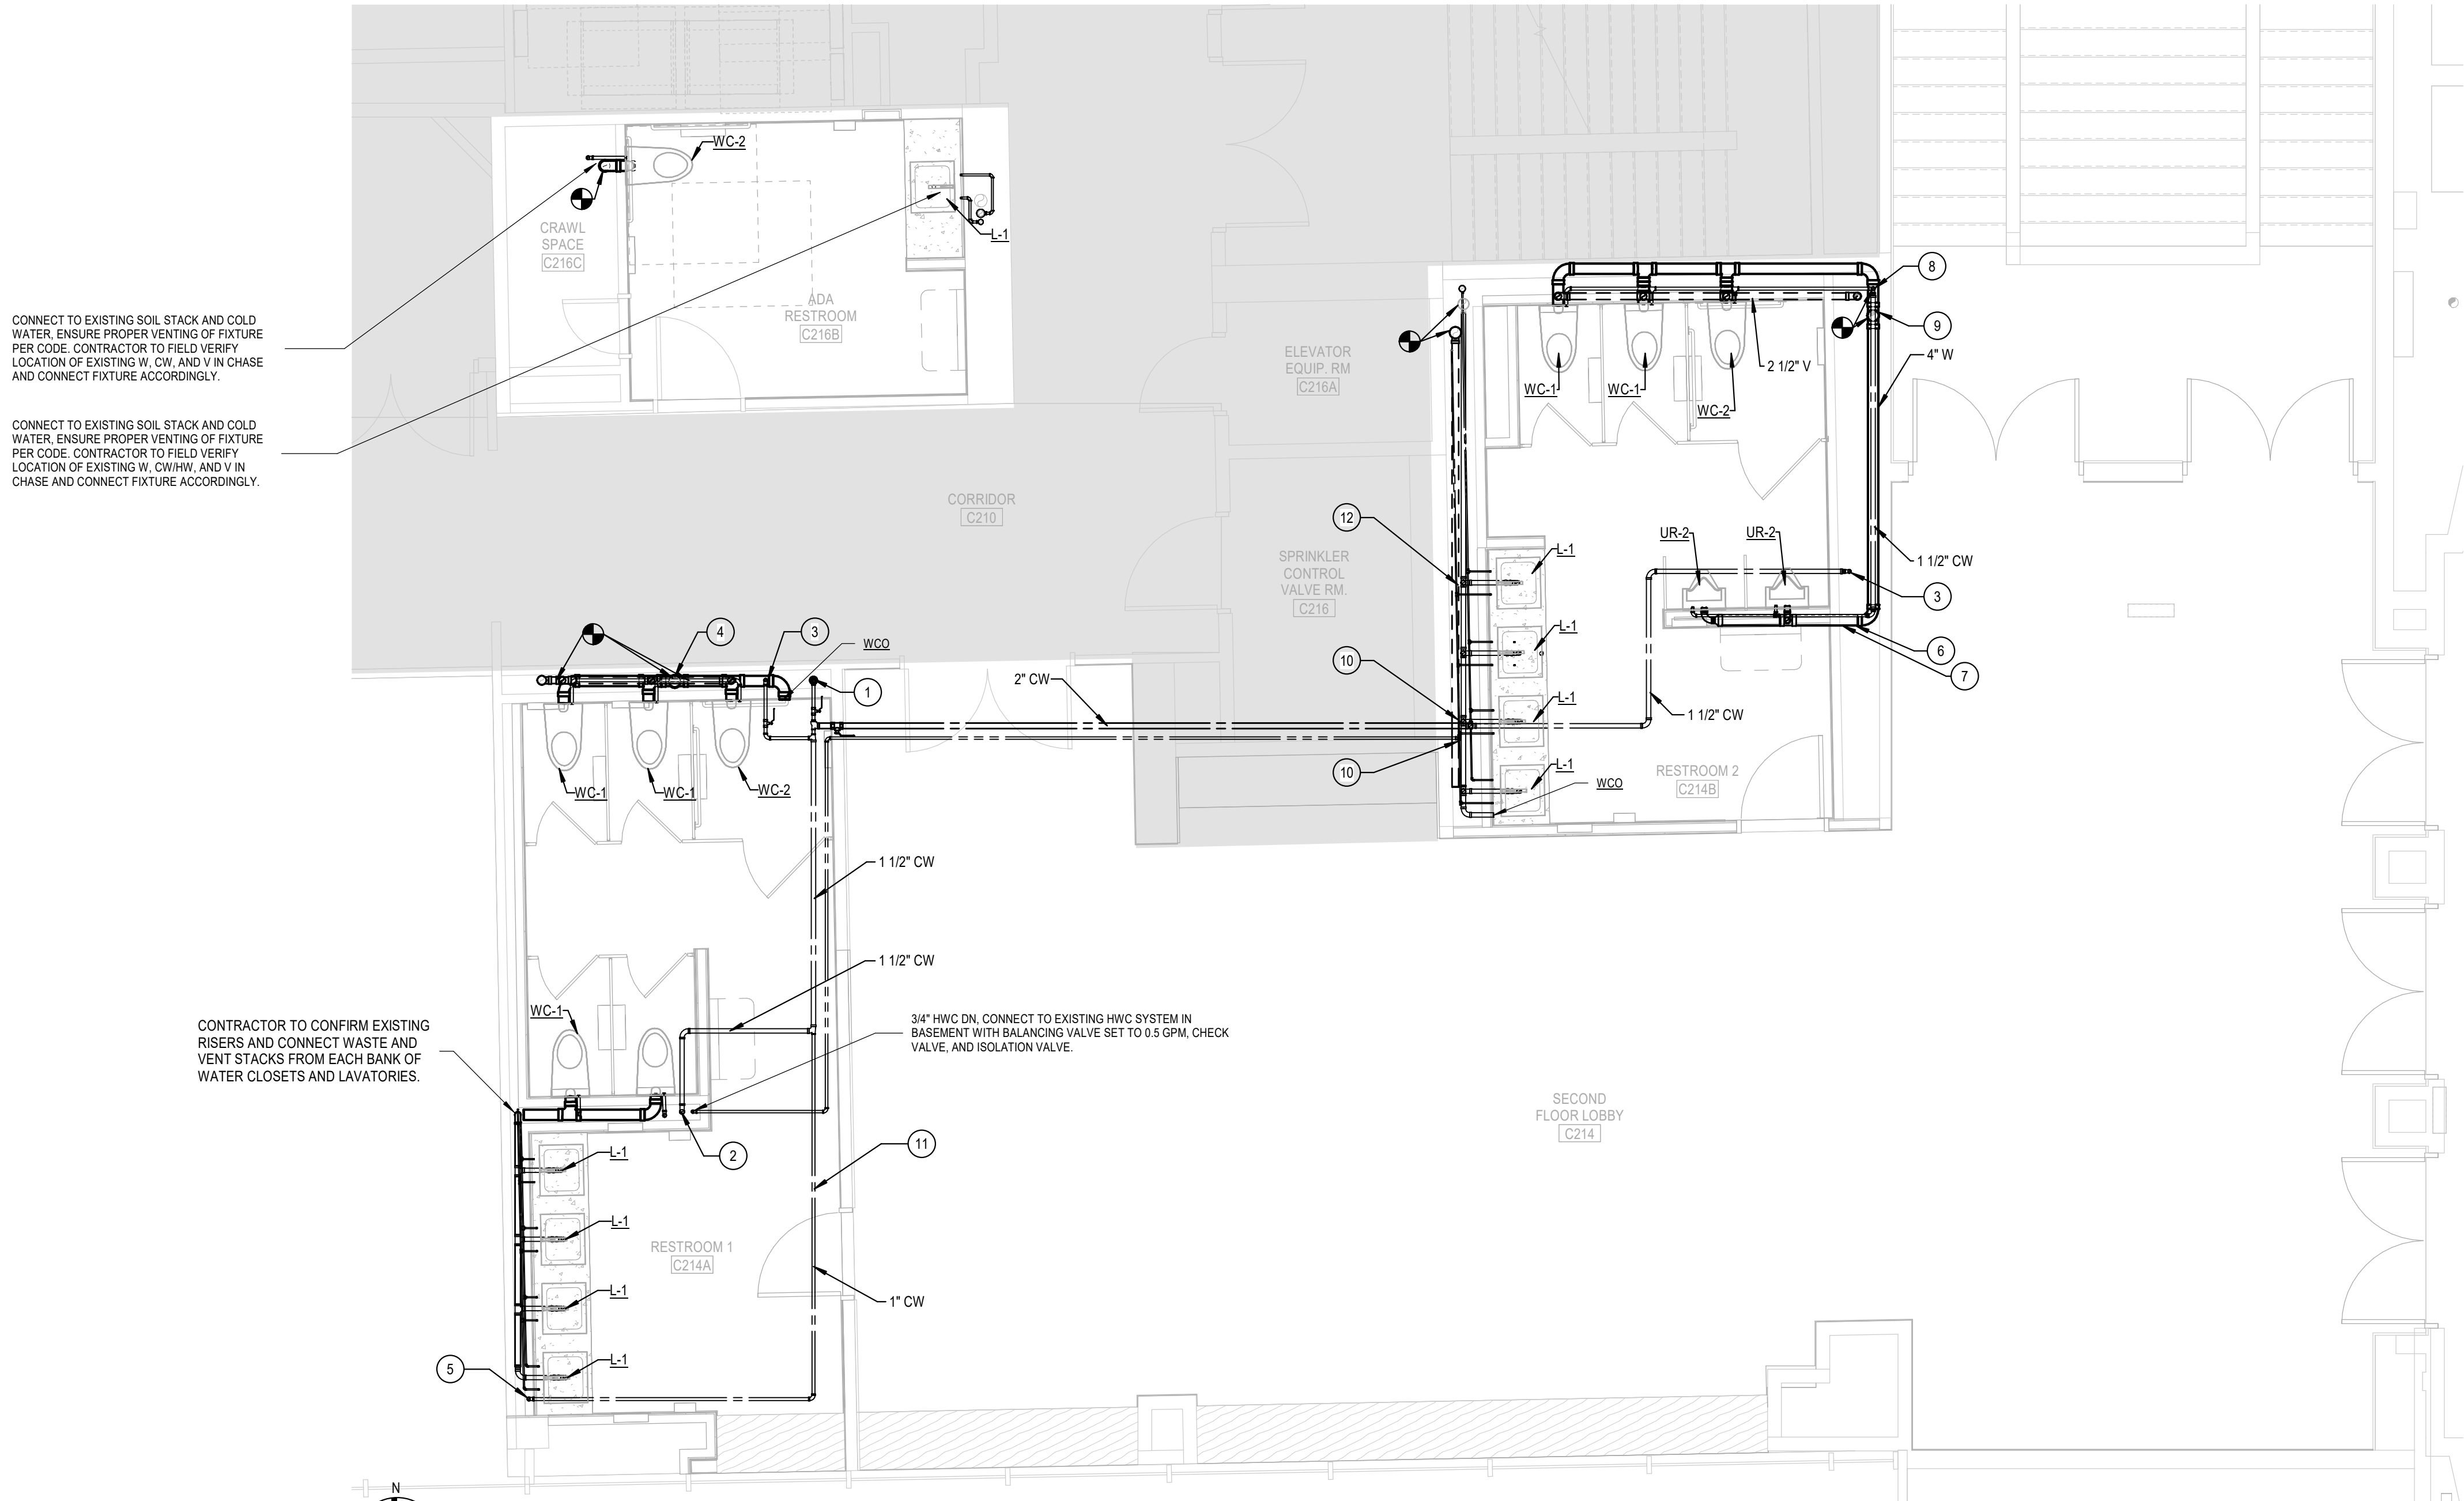 WC-2
L-1
CRAWL
SPACE
C216C
ADA
RESTROOM
C216B
CONNECT TO EXISTING SOIL STACK AND COLD
WATER, ENSURE PROPER VENTING OF FIXTURE
PER CODE. CONTRACTOR TO FIELD VERIFY
LOCATION OF EXISTING W, CW, AND V IN CHASE
AND CONNECT FIXTURE ACCORDINGLY.
CONNECT TO EXISTING SOIL STACK AND COLD
WATER, ENSURE PROPER VENTING OF FIXTURE
PER CODE. CONTRACTOR TO FIELD VERIFY
LOCATION OF EXISTING W, CW/HW, AND V IN
CHASE AND CONNECT FIXTURE ACCORDINGLY.
ELEVATOR
EQUIP. RM
C216A
8
9
4" W
2 1/2" V
WC-1
WC-1
WC-2
CORRIDOR
C210
12
SPRINKLER
CONTROL
VALVE RM.
C216
L-1
L-1
L-1
L-1
UR-2
UR-2
1 1/2" CW
3
6
7
10
10
1 1/2" CW
RESTROOM 2
C214B
WCO
4
3
WCO
1
2" CW
WC-1
WC-1
WC-2
1 1/2" CW
1 1/2" CW
WC-1
3/4" HWC DN, CONNECT TO EXISTING HWC SYSTEM IN
BASEMENT WITH BALANCING VALVE SET TO 0.5 GPM, CHECK
VALVE, AND ISOLATION VALVE.
CONTRACTOR TO CONFIRM EXISTING
RISERS AND CONNECT WASTE AND
VENT STACKS FROM EACH BANK OF
WATER CLOSETS AND LAVATORIES.
2
11
L-1
L-1
L-1
L-1
RESTROOM 1
C214A
1" CW
5
SECOND
FLOOR LOBBY
C214
N